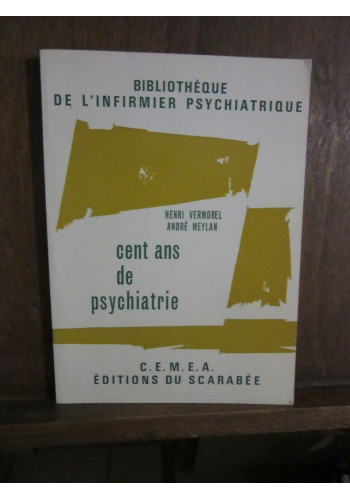 BIBLIOTHÈQUE
DE L'INFIRMIER PSYCHIATRIQUE
HENRI VERMOREL
ANDRÉ MEYLAN
cent ans
de
psychiatrie
C.E.M.E.A.
ÉDITIONS DU SCARABÉE